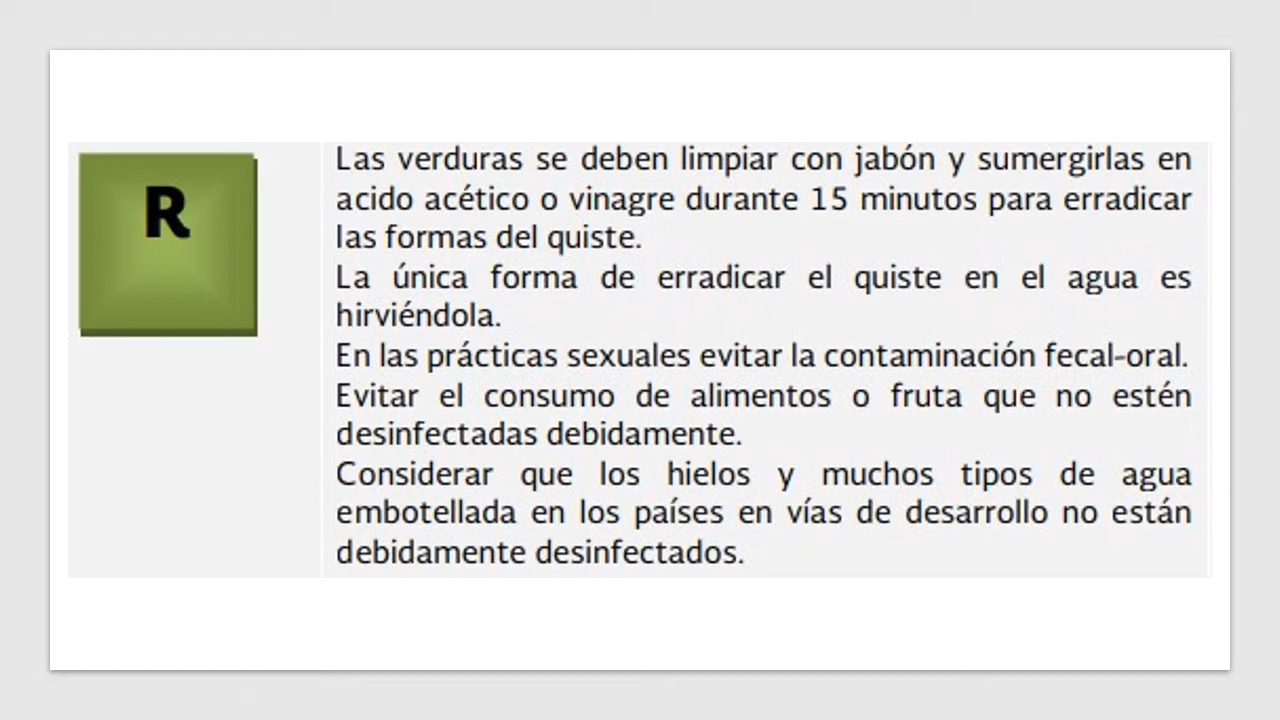 R
Las verduras se deben limpiar con jabón y sumergirlas en
acido acético o vinagre durante 15 minutos para erradicar
las formas del quiste.
La única forma de erradicar el quiste en el agua es
hirviéndola.
En las prácticas sexuales evitar la contaminación fecal-oral.
Evitar el consumo de alimentos o fruta que no estén
desinfectadas debidamente.
Considerar que los hielos y muchos tipos de agua
embotellada en los países en vías de desarrollo no están
debidamente desinfectados.